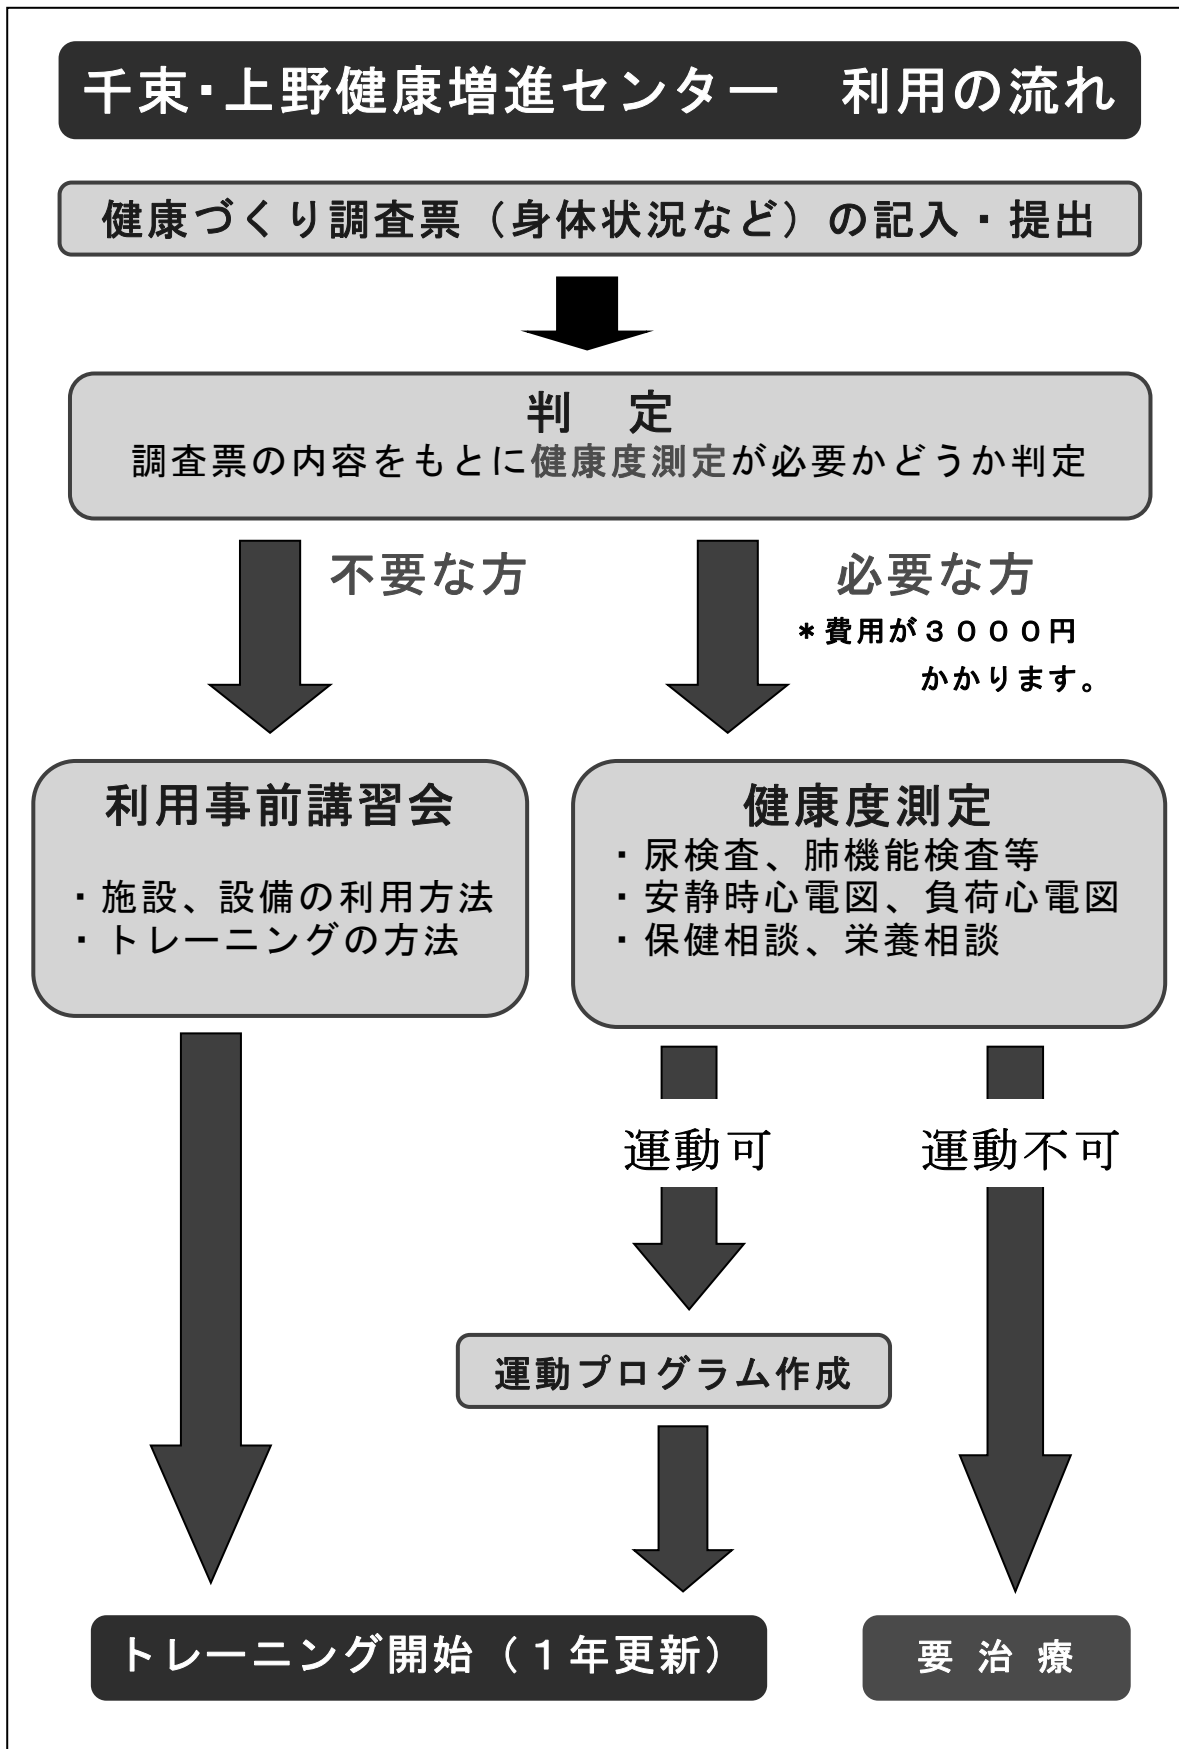 千束・上野健康増進センター　利用の流れ
健康づくり調査票（身体状況など）の記入・提出
判　定
調査票の内容をもとに健康度測定が必要かどうか判定
不要な方
必要な方
＊費用が３０００円
かかります。
利用事前講習会
・施設、設備の利用方法
・トレーニングの方法
健康度測定
・尿検査、肺機能検査等
・安静時心電図、負荷心電図
・保健相談、栄養相談
運動可
運動不可
運動プログラム作成
トレーニング開始（１年更新）
要 治 療